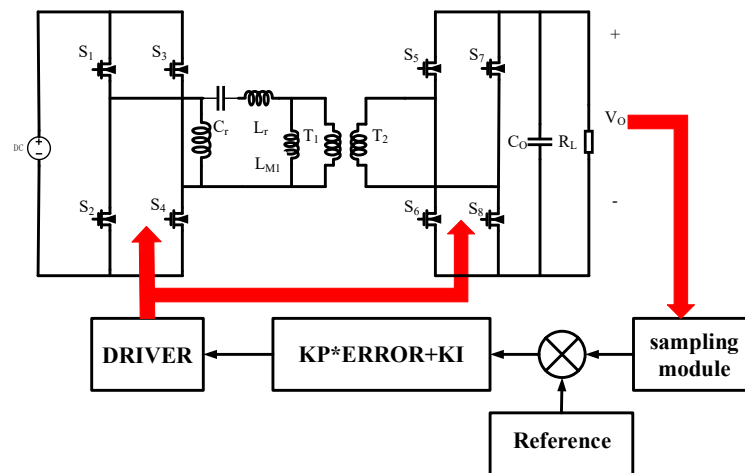 S1
S3
S5
S7
+
DC
Cr
Lr
T1
T2
LM1
CO
RL
VO
S2
S4
S6
S8
-
DRIVER
KP*ERROR+KI
sampling
module
Reference